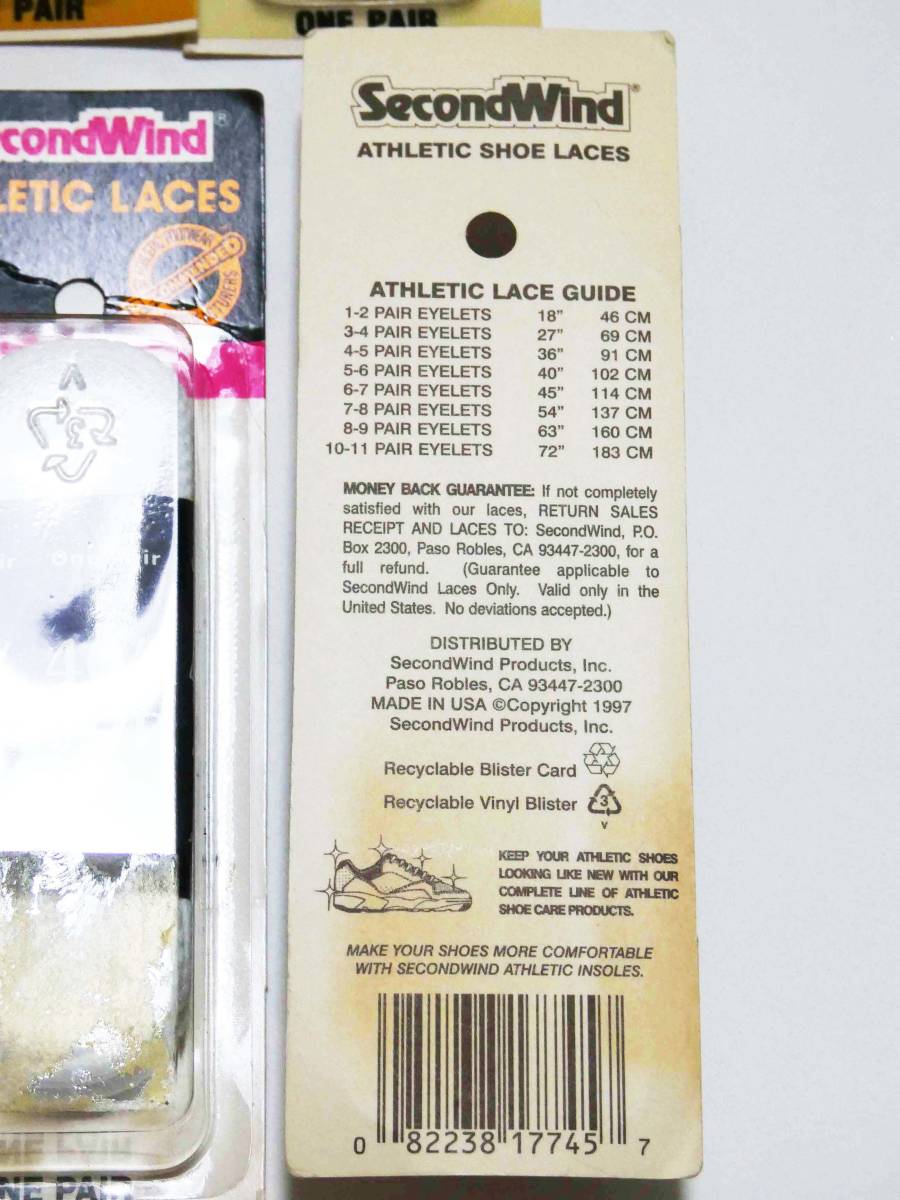 PAIR
ONE PAIR
condWind®
LETIC LACES
3
One
ir
NE PAIR
SecondWind®
ATHLETIC SHOE LACES
ATHLETIC LACE GUIDE
1-2 PAIR EYELETS 18" 46 CM
3-4 PAIR EYELETS 27" 69 CM
4-5 PAIR EYELETS 36" 91 CM
5-6 PAIR EYELETS 40" 102 CM
6-7 PAIR EYELETS 45" 114 CM
7-8 PAIR EYELETS 54" 137 CM
8-9 PAIR EYELETS 63" 160 CM
10-11 PAIR EYELETS 72" 183 CM
MONEY BACK GUARANTEE: If not completely
satisfied with our laces, RETURN SALES
RECEIPT AND LACES TO: SecondWind, P.O.
Box 2300, Paso Robles, CA 93447-2300, for a
full refund. (Guarantee applicable to
SecondWind Laces Only. Valid only in the
United States. No deviations accepted.)
DISTRIBUTED BY
SecondWind Products, Inc.
Paso Robles, CA 93447-2300
MADE IN USA ©Copyright 1997
SecondWind Products, Inc.
Recyclable Blister Card
Recyclable Vinyl Blister 3
V
KEEP YOUR ATHLETIC SHOES
LOOKING LIKE NEW WITH OUR
COMPLETE LINE OF ATHLETIC
SHOE CARE PRODUCTS.
MAKE YOUR SHOES MORE COMFORTABLE
WITH SECONDWIND ATHLETIC INSOLES.
0 82238 17745 7